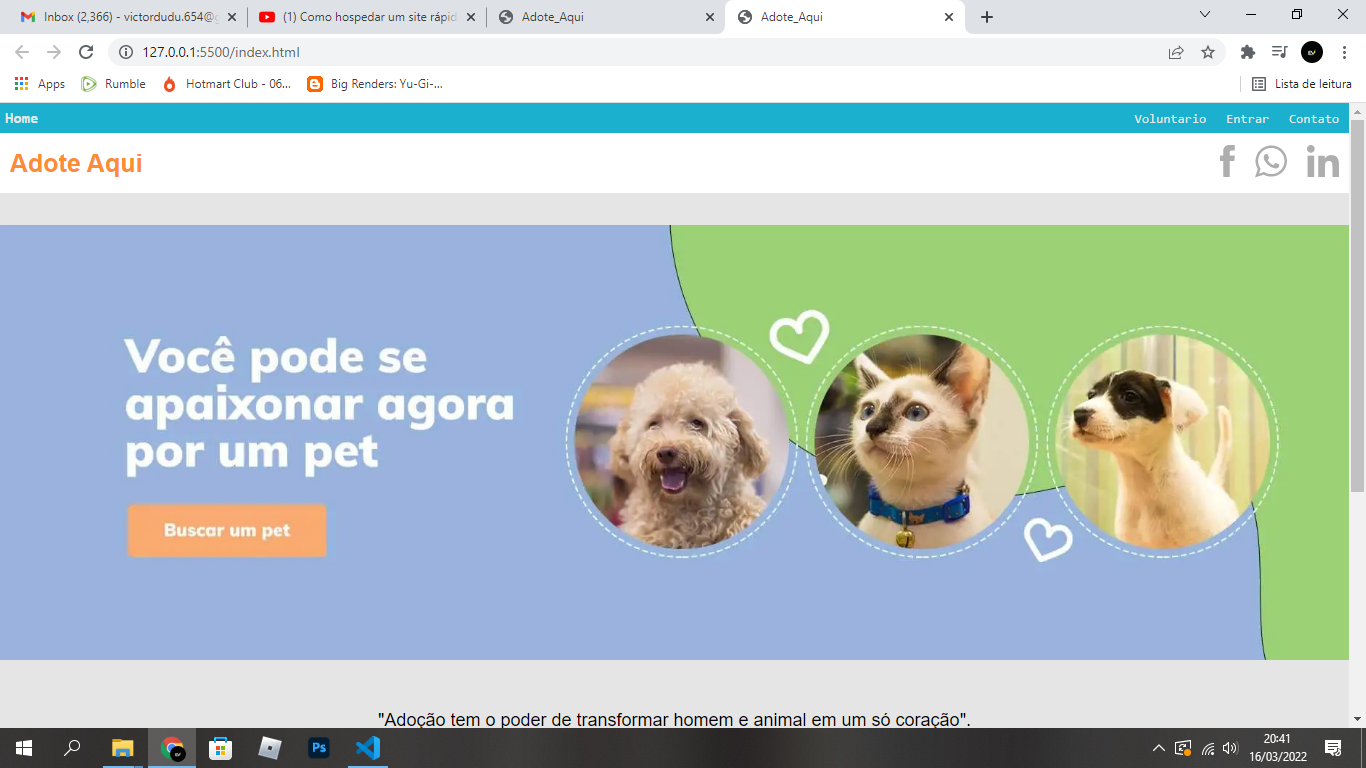 Inbox (2,366) - victordudu.654@g
(1) Como hospedar um site rápid
Adote_Aqui
Adote_Aqui
127.0.0.1:5500/index.html
Apps
Rumble
Hotmart Club - 06...
Big Renders: Yu-Gi-...
Lista de leitura
Home
Voluntario
Entrar
Contato
Adote Aqui
Você pode se
apaixonar agora
por um pet
Buscar um pet
"Adoção tem o poder de transformar homem e animal em um só coração".
20:41
16/03/2022